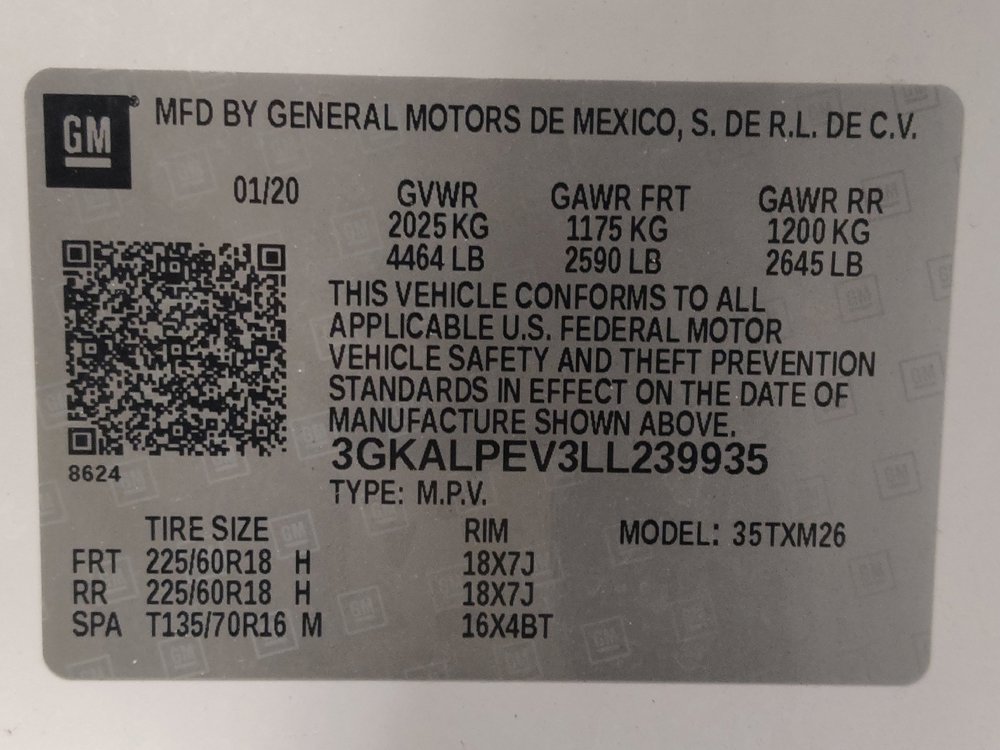 GM® MFD BY GENERAL MOTORS DE MEXICO, S. DE R.L. DE C.V.
01/20 GVWR GAWR FRT GAWR RR
2025 KG 1175 KG 1200 KG
4464 LB 2590 LB 2645 LB
THIS VEHICLE CONFORMS TO ALL
APPLICABLE U.S. FEDERAL MOTOR
VEHICLE SAFETY AND THEFT PREVENTION
STANDARDS IN EFFECT ON THE DATE OF
MANUFACTURE SHOWN ABOVE.
3GKALPEV3LL239935
8624
TYPE: M.P.V.
TIRE SIZE RIM MODEL: 35TXM26
FRT 225/60R18 H 18X7J
RR 225/60R18 H 18X7J
SPA T135/70R16 M 16X4BT